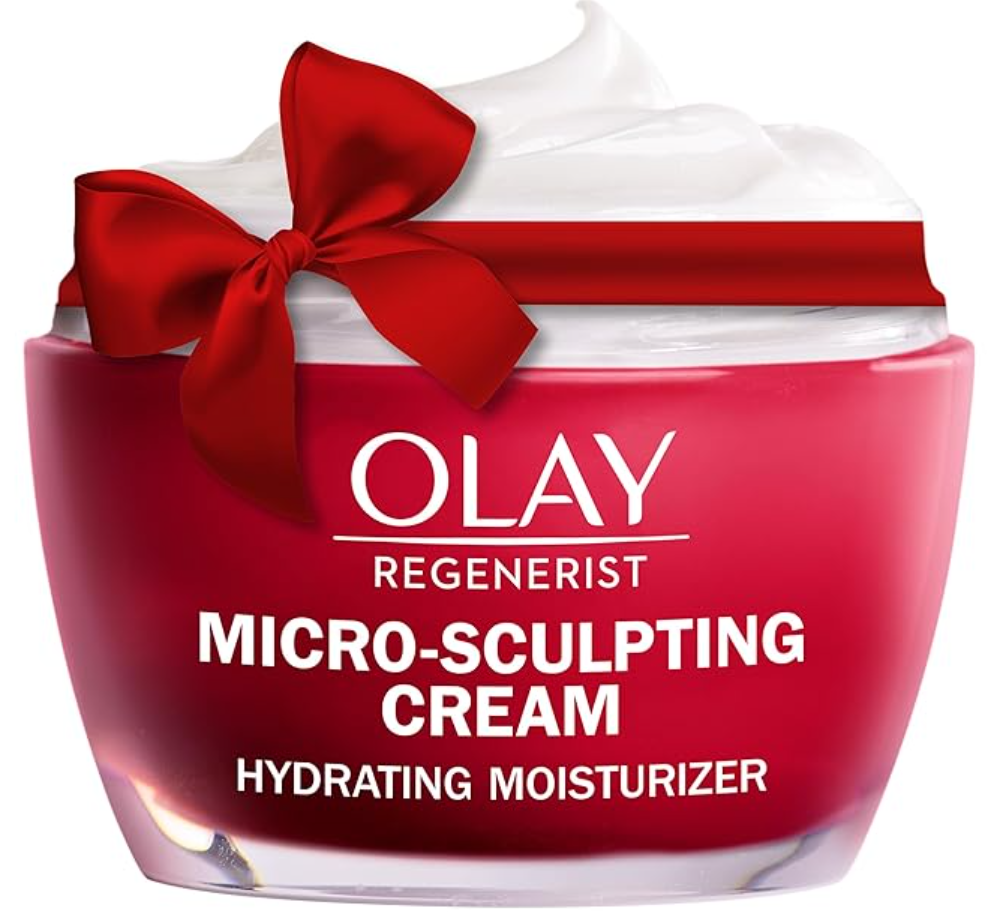 OLAY
REGENERIST
MICRO-SCULPTING
CREAM
HYDRATING MOISTURIZER